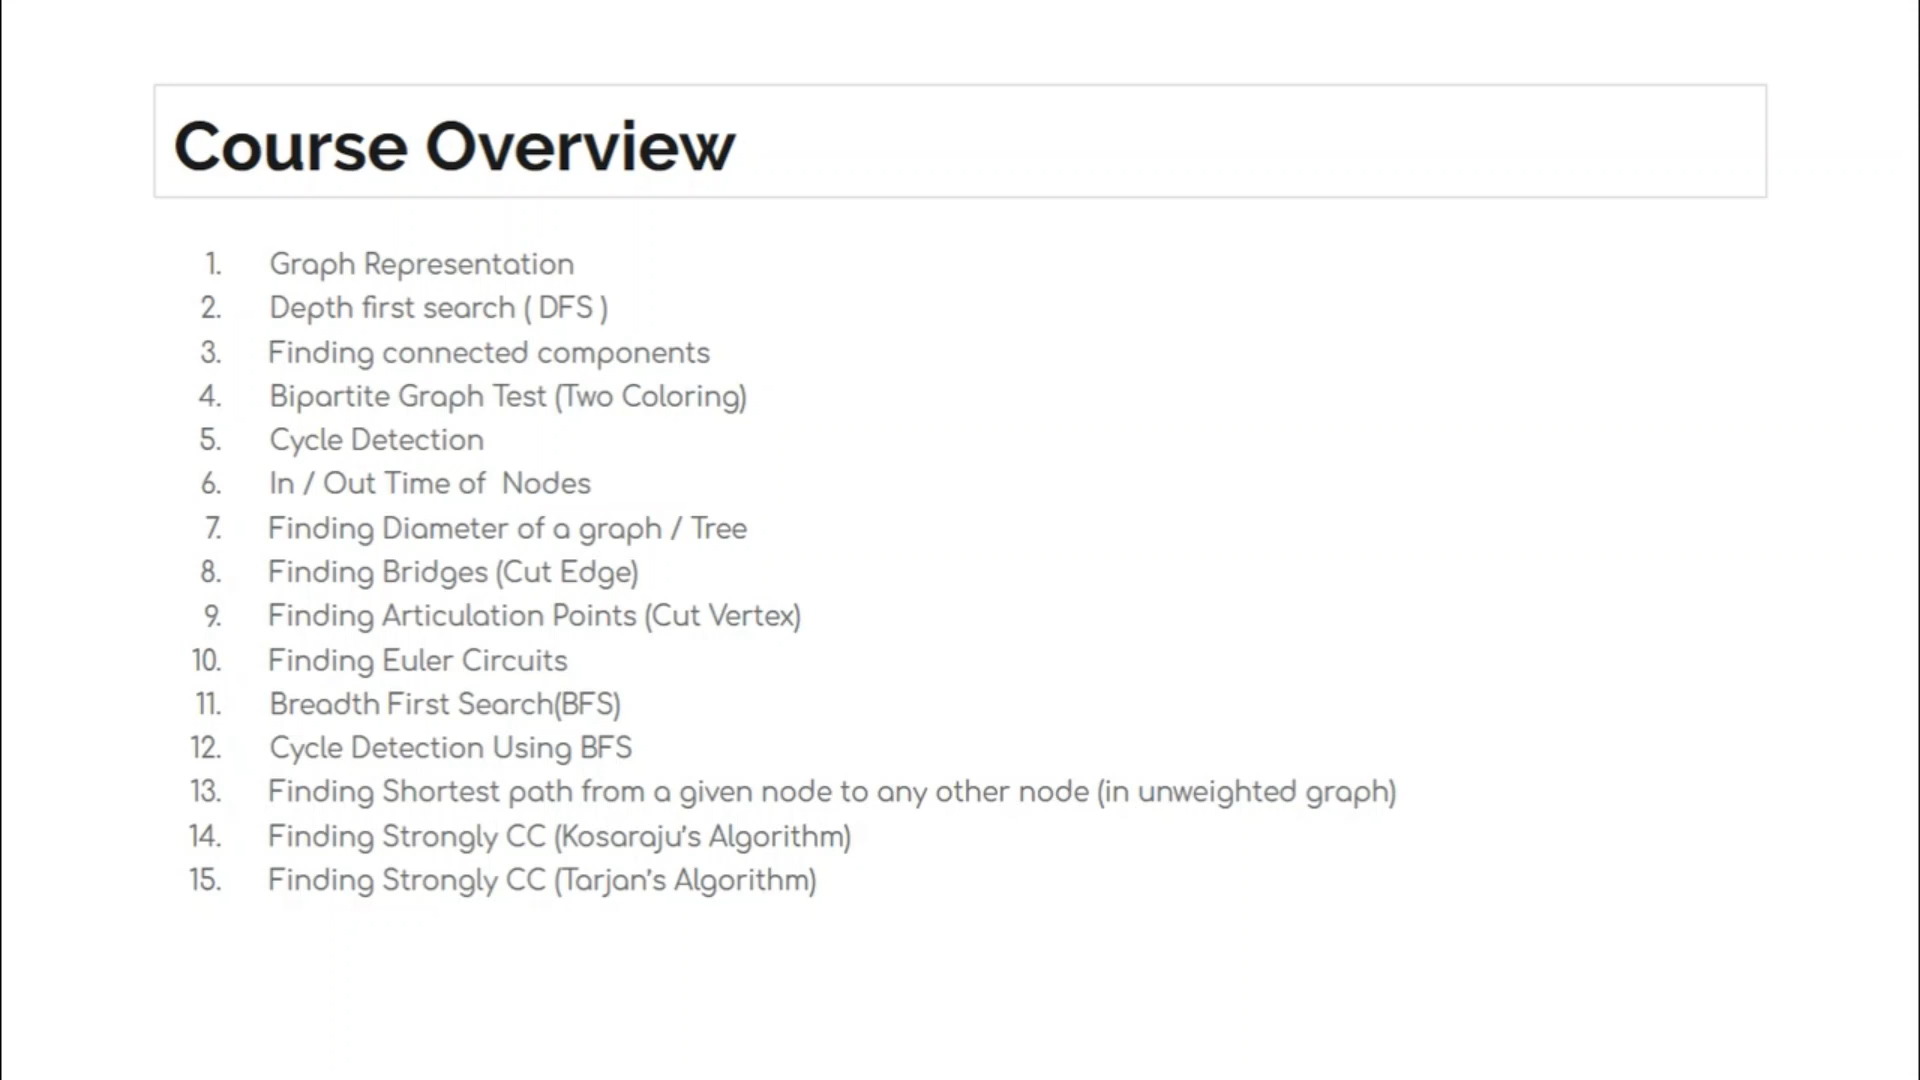 Course Overview
1. Graph Representation
2. Depth first search ( DFS )
3. Finding connected components
4. Bipartite Graph Test (Two Coloring)
5. Cycle Detection
6. In / Out Time of  Nodes
7. Finding Diameter of a graph / Tree
8. Finding Bridges (Cut Edge)
9. Finding Articulation Points (Cut Vertex)
10. Finding Euler Circuits
11. Breadth First Search(BFS)
12. Cycle Detection Using BFS
13. Finding Shortest path from a given node to any other node (in unweighted graph)
14. Finding Strongly CC (Kosaraju’s Algorithm)
15. Finding Strongly CC (Tarjan’s Algorithm)